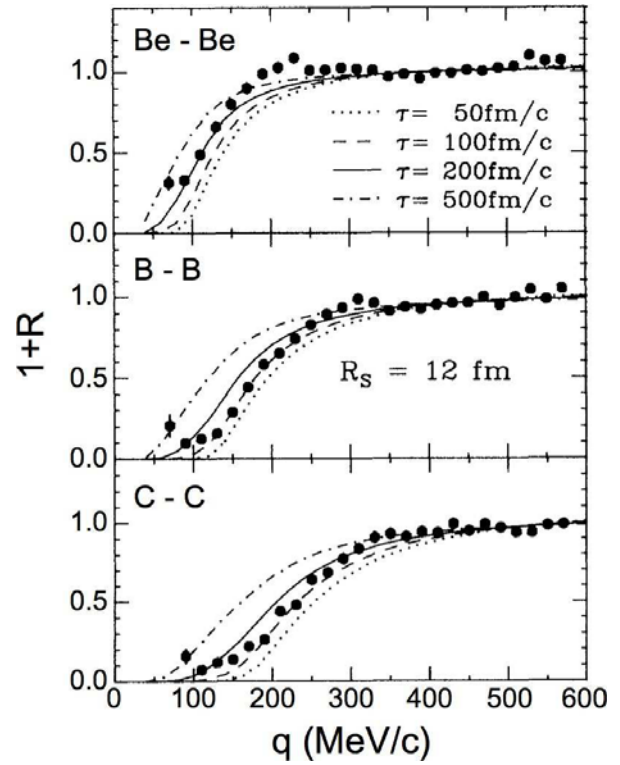 Be - Be
1.0
0.5
0.0
τ= 50fm/c
τ= 100fm/c
τ= 200fm/c
τ= 500fm/c
B - B
1.0
0.5
0.0
R_S = 12 fm
1+R
C - C
1.0
0.5
0.0
0 100 200 300 400 500 600
q (MeV/c)